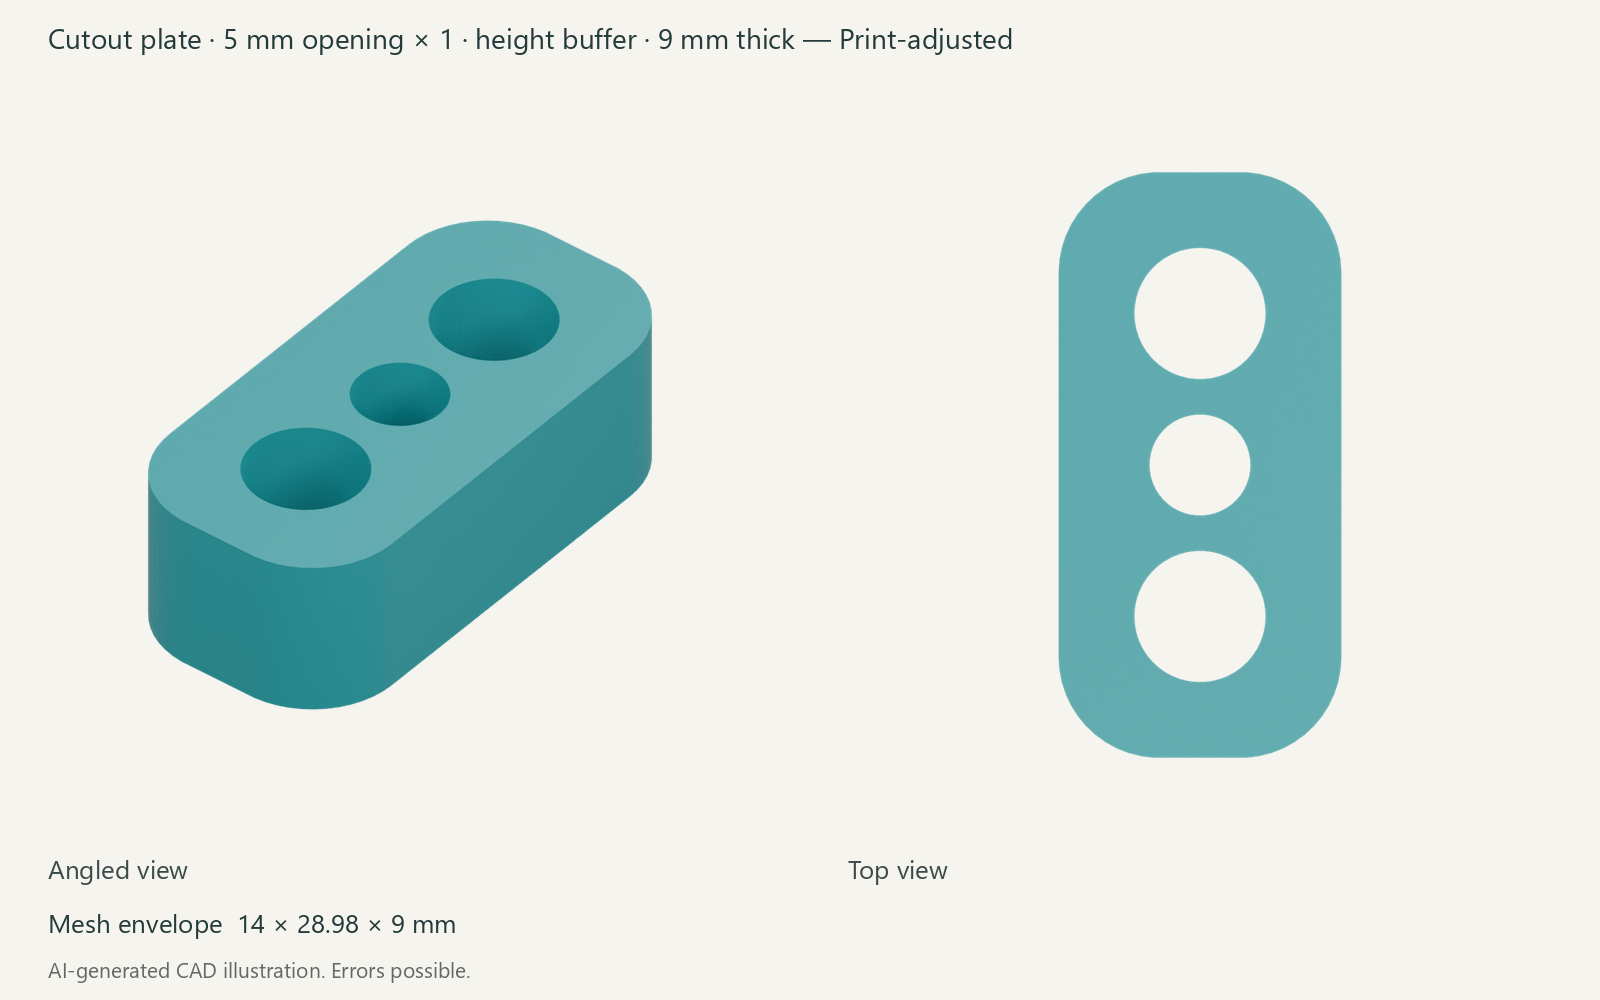 Cutout plate · 5 mm opening × 1 · height buffer · 9 mm thick — Print-adjusted
Angled view
Top view
Mesh envelope 14 × 28.98 × 9 mm
AI-generated CAD illustration. Errors possible.